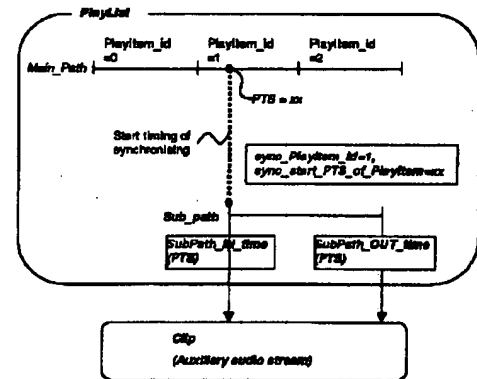 PlayList
PlayItem_id
=0
PlayItem_id
=1
PlayItem_id
=2
Main_Path
PTS = xx
Start timing of
synchronizing
sync_PlayItem_id=1,
sync_start_PTS_of_PlayItem=xx
Sub_path
SubPath_IN_time
(PTS)
SubPath_OUT_time
(PTS)
Clip
(Auxiliary audio stream)